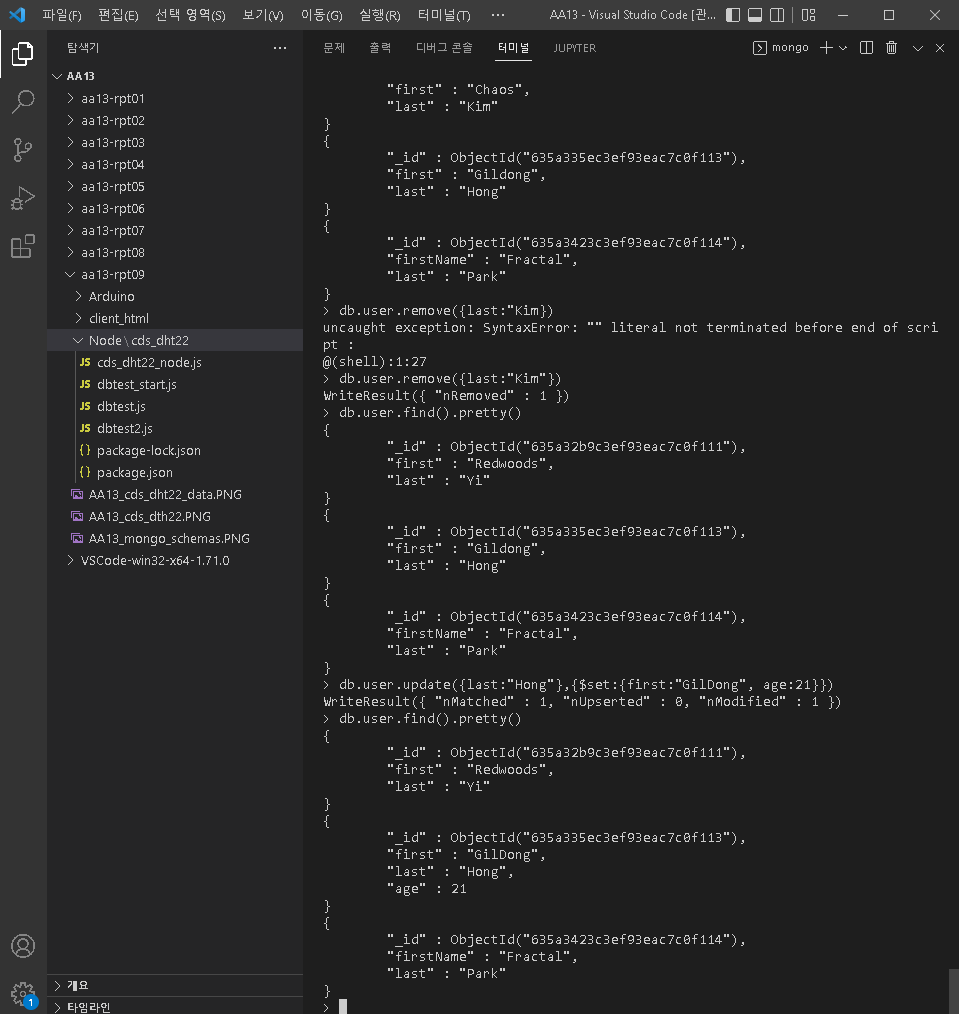 파일(F) 편집(E) 선택 영역(S) 보기(V) 이동(G) 실행(R) 터미널(T) ··· AA13 - Visual Studio Code [관...
탐색기 ···
AA13
aa13-rpt01
aa13-rpt02
aa13-rpt03
aa13-rpt04
aa13-rpt05
aa13-rpt06
aa13-rpt07
aa13-rpt08
aa13-rpt09
Arduino
client_html
Node \ cds_dht22
JS cds_dht22_node.js
JS dbtest_start.js
JS dbtest.js
JS dbtest2.js
{} package-lock.json
{} package.json
AA13_cds_dht22_data.PNG
AA13_cds_dth22.PNG
AA13_mongo_schemas.PNG
VSCode-win32-x64-1.71.0
개요
타임라인
1
문제 출력 디버그 콘솔 터미널 JUPYTER mongo
"first" : "Chaos",
"last" : "Kim"
}
{
"_id" : ObjectId("635a335ec3ef93eac7c0f113"),
"first" : "Gildong",
"last" : "Hong"
}
{
"_id" : ObjectId("635a3423c3ef93eac7c0f114"),
"firstName" : "Fractal",
"last" : "Park"
}
> db.user.remove({last:"Kim})
uncaught exception: SyntaxError: "" literal not terminated before end of scri
pt :
@(shell):1:27
> db.user.remove({last:"Kim"})
WriteResult({ "nRemoved" : 1 })
> db.user.find().pretty()
{
"_id" : ObjectId("635a32b9c3ef93eac7c0f111"),
"first" : "Redwoods",
"last" : "Yi"
}
{
"_id" : ObjectId("635a335ec3ef93eac7c0f113"),
"first" : "Gildong",
"last" : "Hong"
}
{
"_id" : ObjectId("635a3423c3ef93eac7c0f114"),
"firstName" : "Fractal",
"last" : "Park"
}
> db.user.update({last:"Hong"},{$set:{first:"GilDong", age:21}})
WriteResult({ "nMatched" : 1, "nUpserted" : 0, "nModified" : 1 })
> db.user.find().pretty()
{
"_id" : ObjectId("635a32b9c3ef93eac7c0f111"),
"first" : "Redwoods",
"last" : "Yi"
}
{
"_id" : ObjectId("635a335ec3ef93eac7c0f113"),
"first" : "GilDong",
"last" : "Hong",
"age" : 21
}
{
"_id" : ObjectId("635a3423c3ef93eac7c0f114"),
"firstName" : "Fractal",
"last" : "Park"
}
>